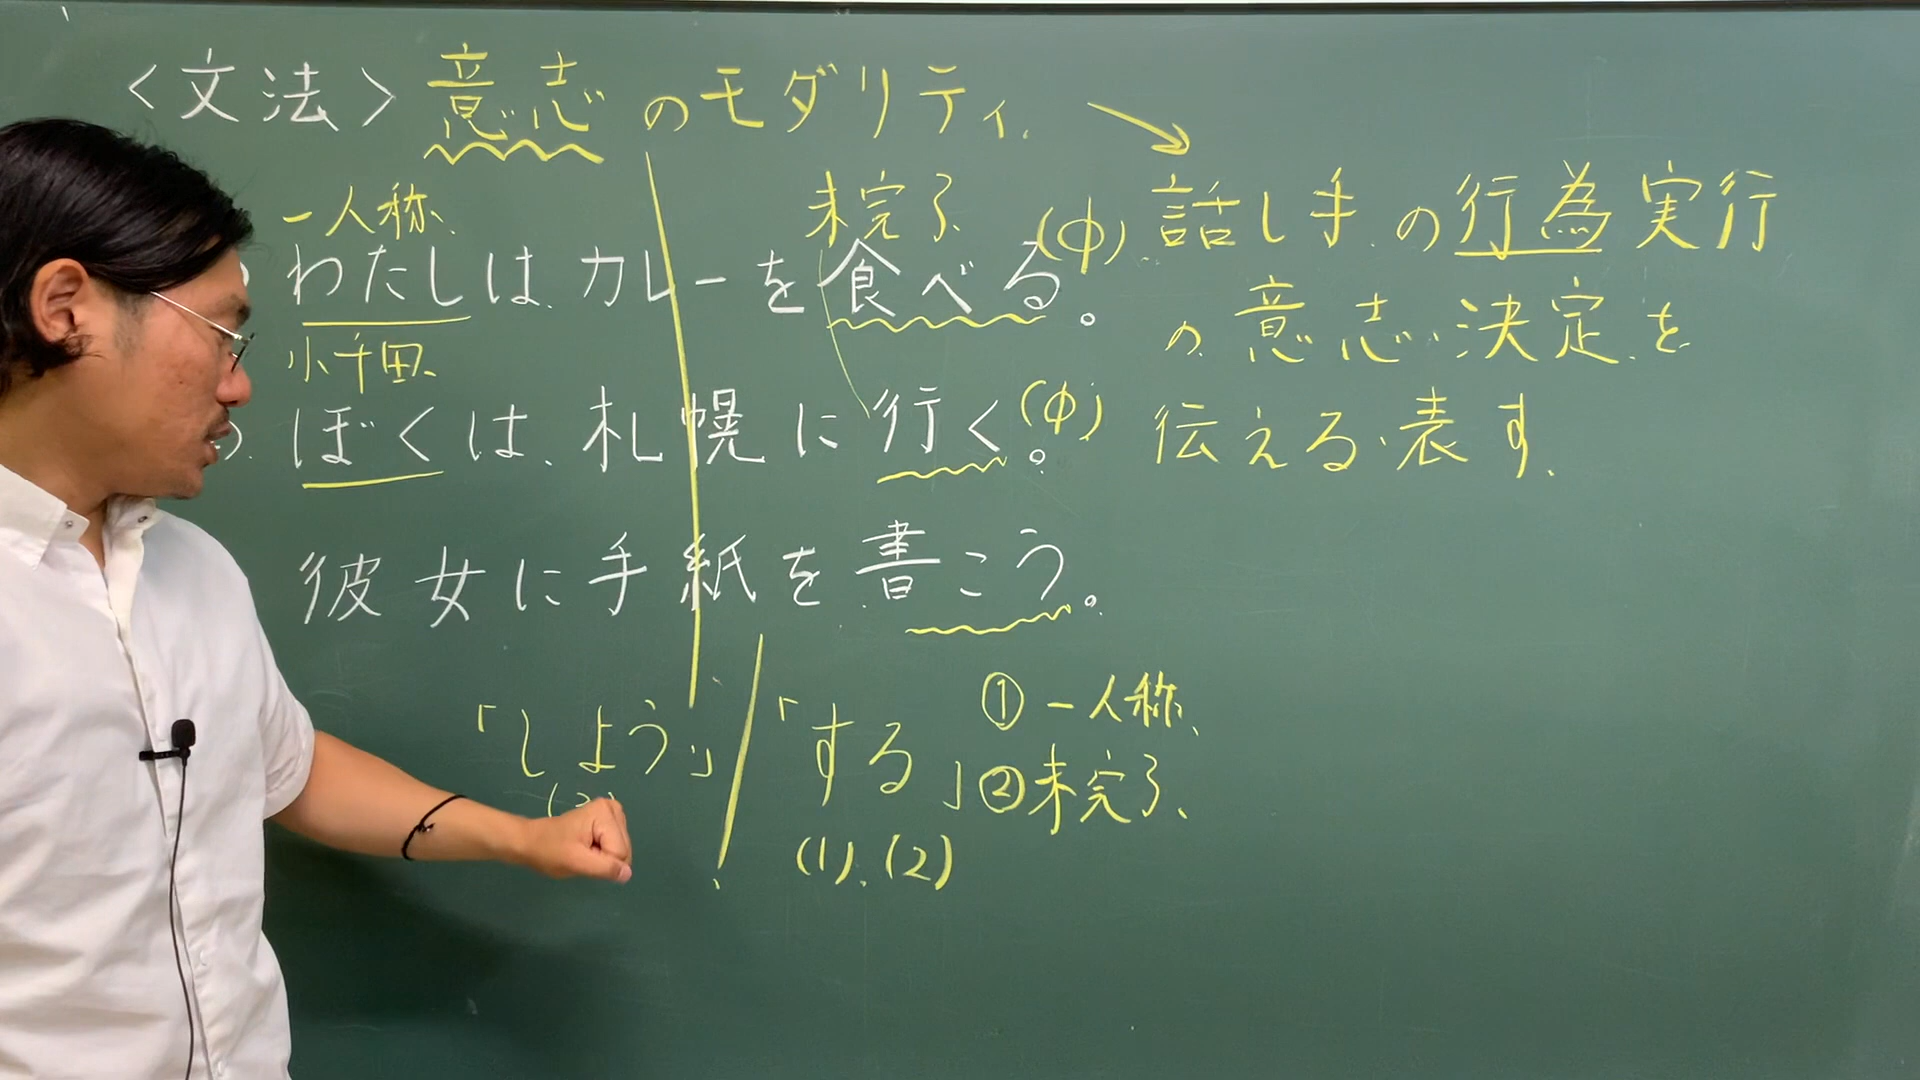 <文法> 意志のモダリティ
話し手の行為実行
の意志決定を
伝える・表す
一人称 未完了
わたしは カレーを食べる(中)。
小千田
ぼくは 札幌に行く(中)。
彼女に手紙を書こう。
「しよう」/「する」 ①一人称
②未完了
(1).(2)